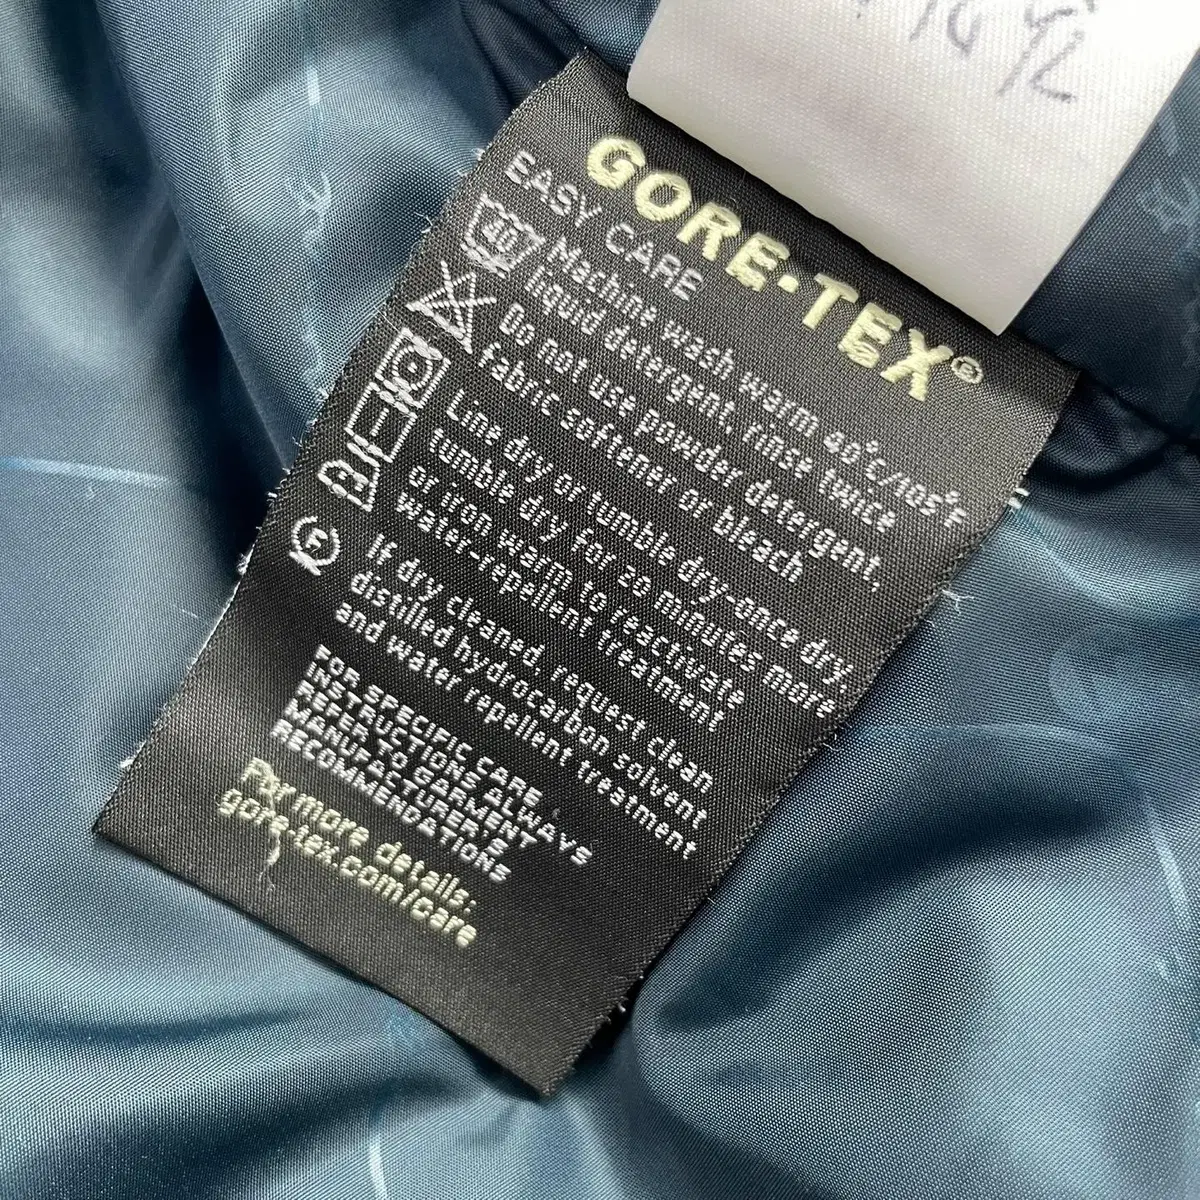 GORE-TEX®
EASY CARE
40
Machine wash warm 40°C/105°F
liquid detergent, rinse twice
Do not use powder detergent,
fabric softener or bleach
Line dry or tumble dry-once dry,
tumble dry for 20 minutes more
or iron warm to reactivate
water-repellent treatment
F
If dry cleaned, request clean
distilled hydrocarbon solvent
and water repellent treatment
FOR SPECIFIC CARE
INSTRUCTIONS ALWAYS
REFER TO GARMENT
MANUFACTURER'S
RECOMMENDATIONS
For more details:
gore-tex.com/care